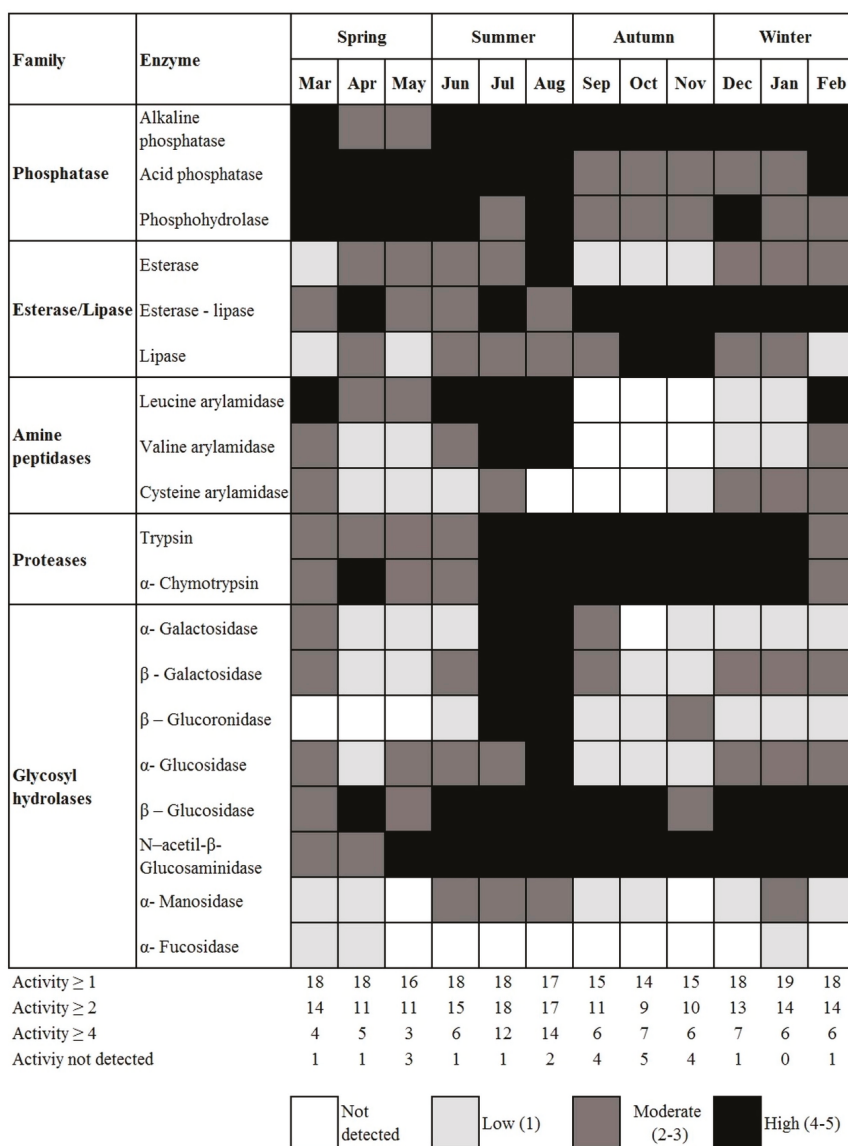 Family Enzyme Spring Summer Autumn Winter
Mar Apr May Jun Jul Aug Sep Oct Nov Dec Jan Feb
Phosphatase
Alkaline
phosphatase
Acid phosphatase
Phosphohydrolase
Esterase/Lipase
Esterase
Esterase - lipase
Lipase
Amine
peptidases
Leucine arylamidase
Valine arylamidase
Cysteine arylamidase
Proteases
Trypsin
α- Chymotrypsin
Glycosyl
hydrolases
α- Galactosidase
β - Galactosidase
β – Glucoronidase
α- Glucosidase
β – Glucosidase
N–acetil-β-
Glucosaminidase
α- Manosidase
α- Fucosidase
Activity ≥ 1 18 18 16 18 18 17 15 14 15 18 19 18
Activity ≥ 2 14 11 11 15 18 17 11 9 10 13 14 14
Activity ≥ 4 4 5 3 6 12 14 6 7 6 7 6 6
Activiy not detected 1 1 3 1 1 2 4 5 4 1 0 1
Not
detected
Low (1)
Moderate
(2-3)
High (4-5)